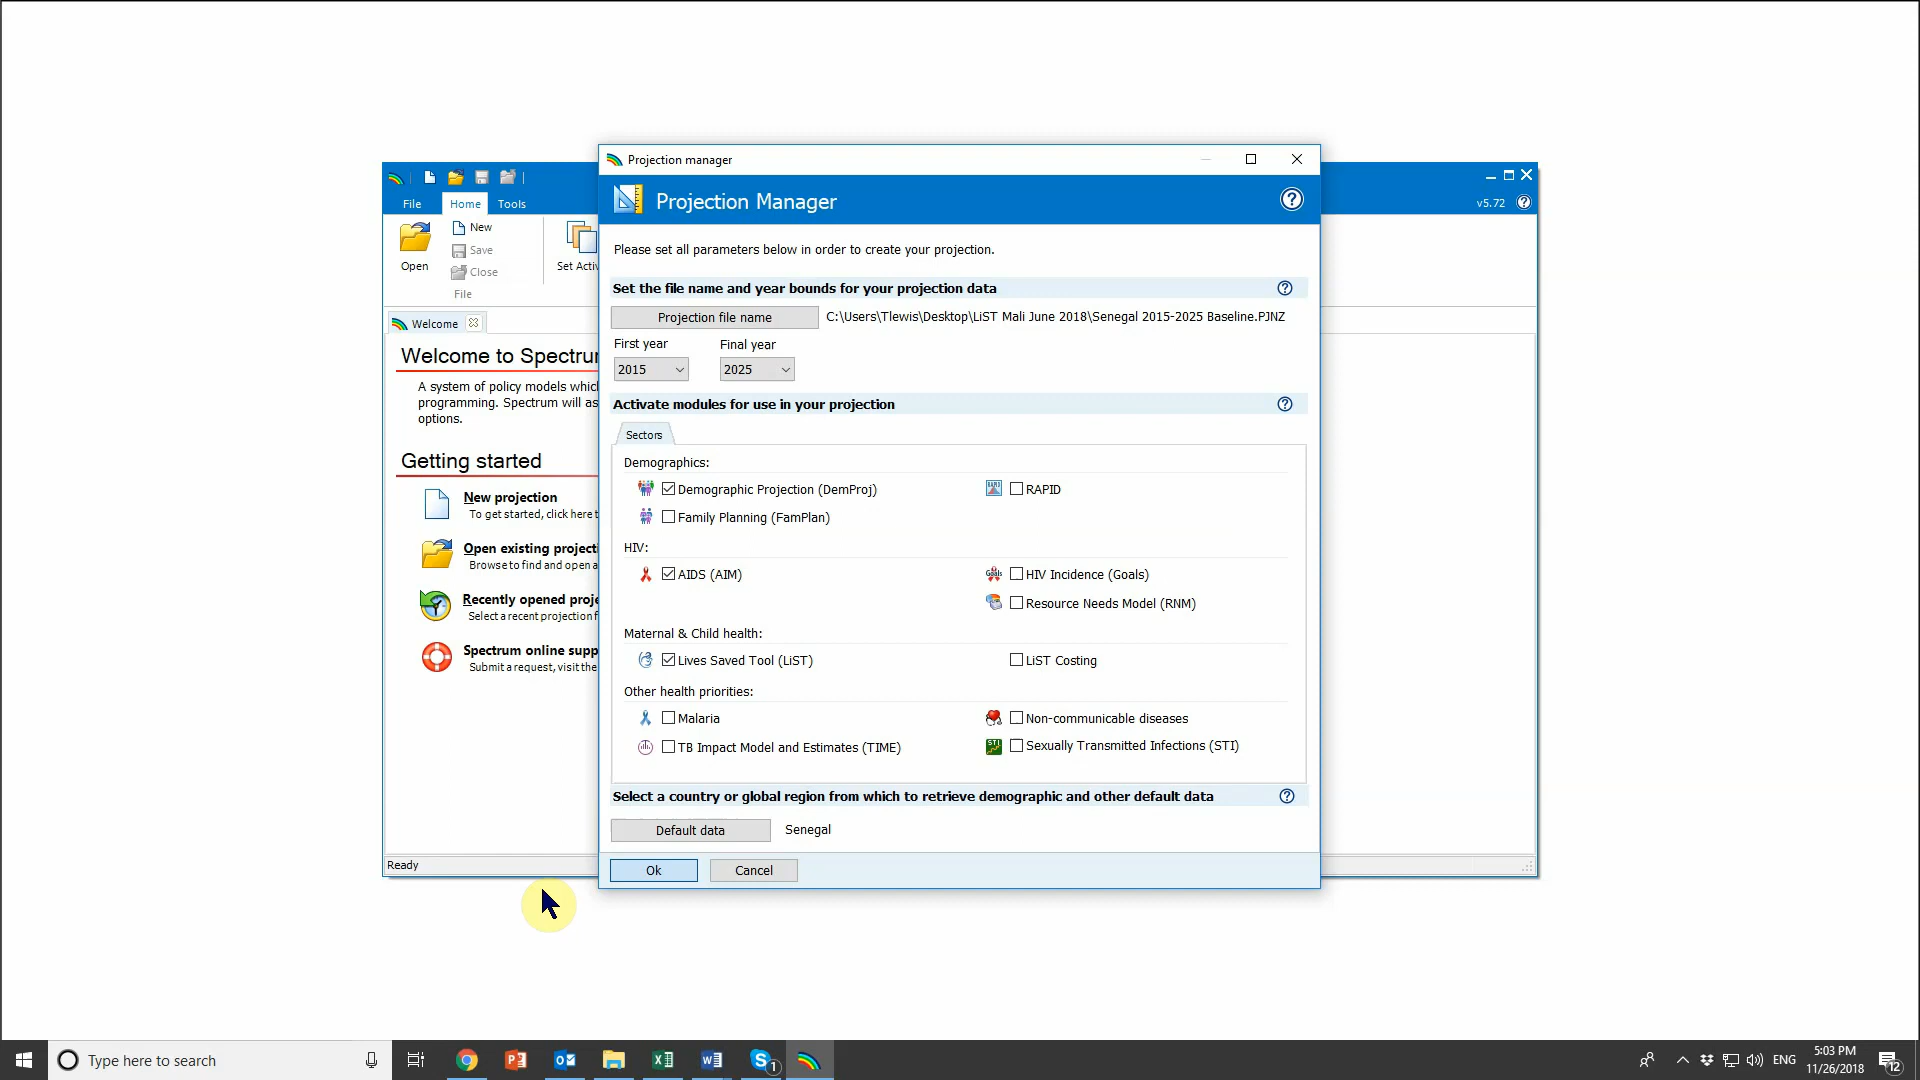 Projection manager
Projection Manager
File
Home
Tools
v5.72
New
Save
Close
Open
Set Activ
File
Welcome
Welcome to Spectrum
A system of policy models whic
programming. Spectrum will as
options.
Getting started
New projection
To get started, click here t
Open existing projecti
Browse to find and open a
Recently opened proje
Select a recent projection f
Spectrum online supp
Submit a request, visit the
Ready
Please set all parameters below in order to create your projection.
Set the file name and year bounds for your projection data
Projection file name
C:\Users\Tlewis\Desktop\LiST Mali June 2018\Senegal 2015-2025 Baseline.PJNZ
First year
Final year
2015
2025
Activate modules for use in your projection
Sectors
Demographics:
Demographic Projection (DemProj)
RAPID
Family Planning (FamPlan)
HIV:
AIDS (AIM)
Goals
HIV Incidence (Goals)
Resource Needs Model (RNM)
Maternal & Child health:
Lives Saved Tool (LiST)
LiST Costing
Other health priorities:
Malaria
Non-communicable diseases
TB Impact Model and Estimates (TIME)
STI
Sexually Transmitted Infections (STI)
Select a country or global region from which to retrieve demographic and other default data
Default data
Senegal
Ok
Cancel
Type here to search
1
ENG
5:03 PM
11/26/2018
12